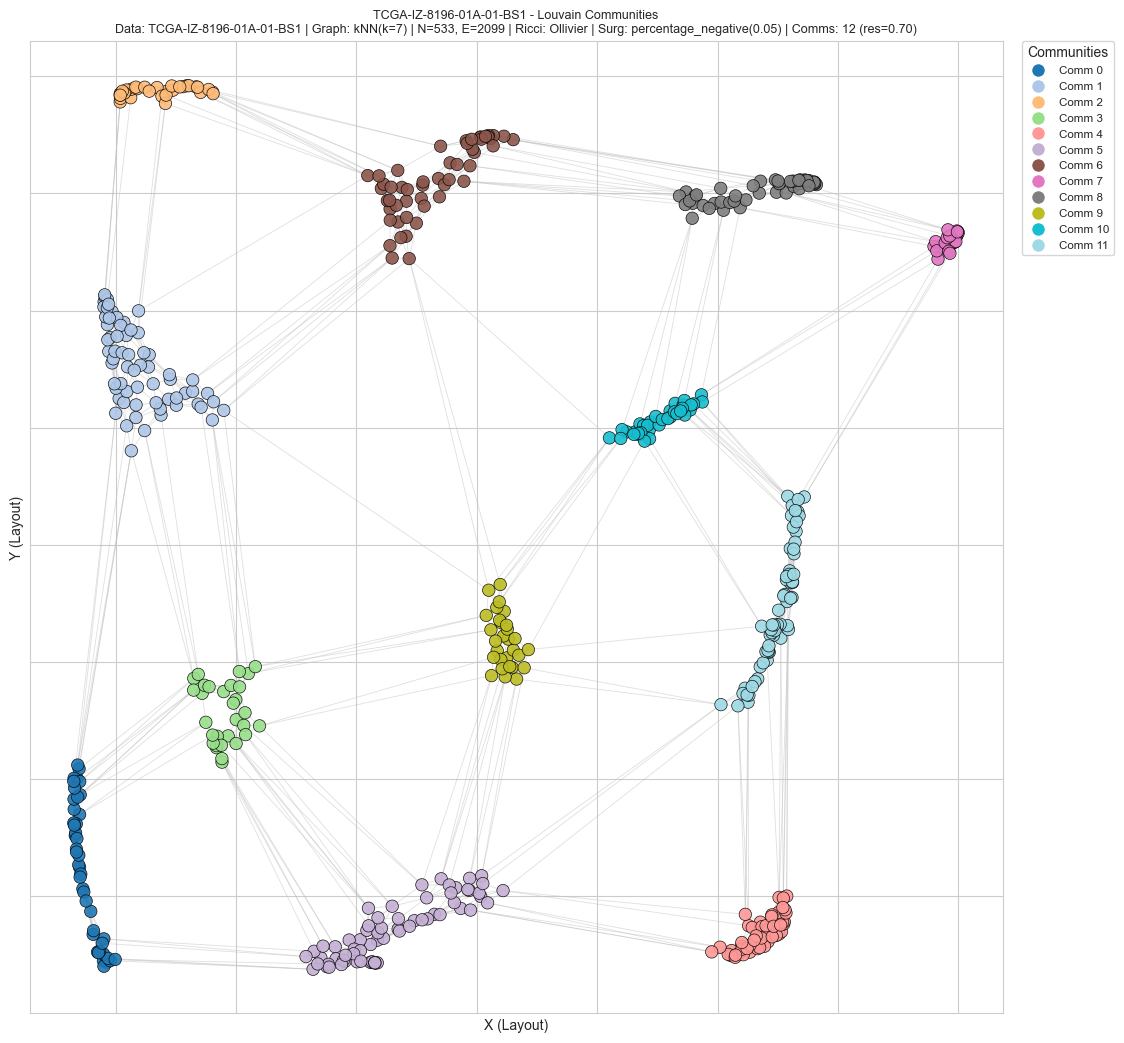 TCGA-IZ-8196-01A-01-BS1 - Louvain Communities
Data: TCGA-IZ-8196-01A-01-BS1 | Graph: kNN(k=7) | N=533, E=2099 | Ricci: Ollivier | Surg: percentage_negative(0.05) | Comms: 12 (res=0.70)
Communities
Comm 0
Comm 1
Comm 2
Comm 3
Comm 4
Comm 5
Comm 6
Comm 7
Comm 8
Comm 9
Comm 10
Comm 11
Y (Layout)
X (Layout)